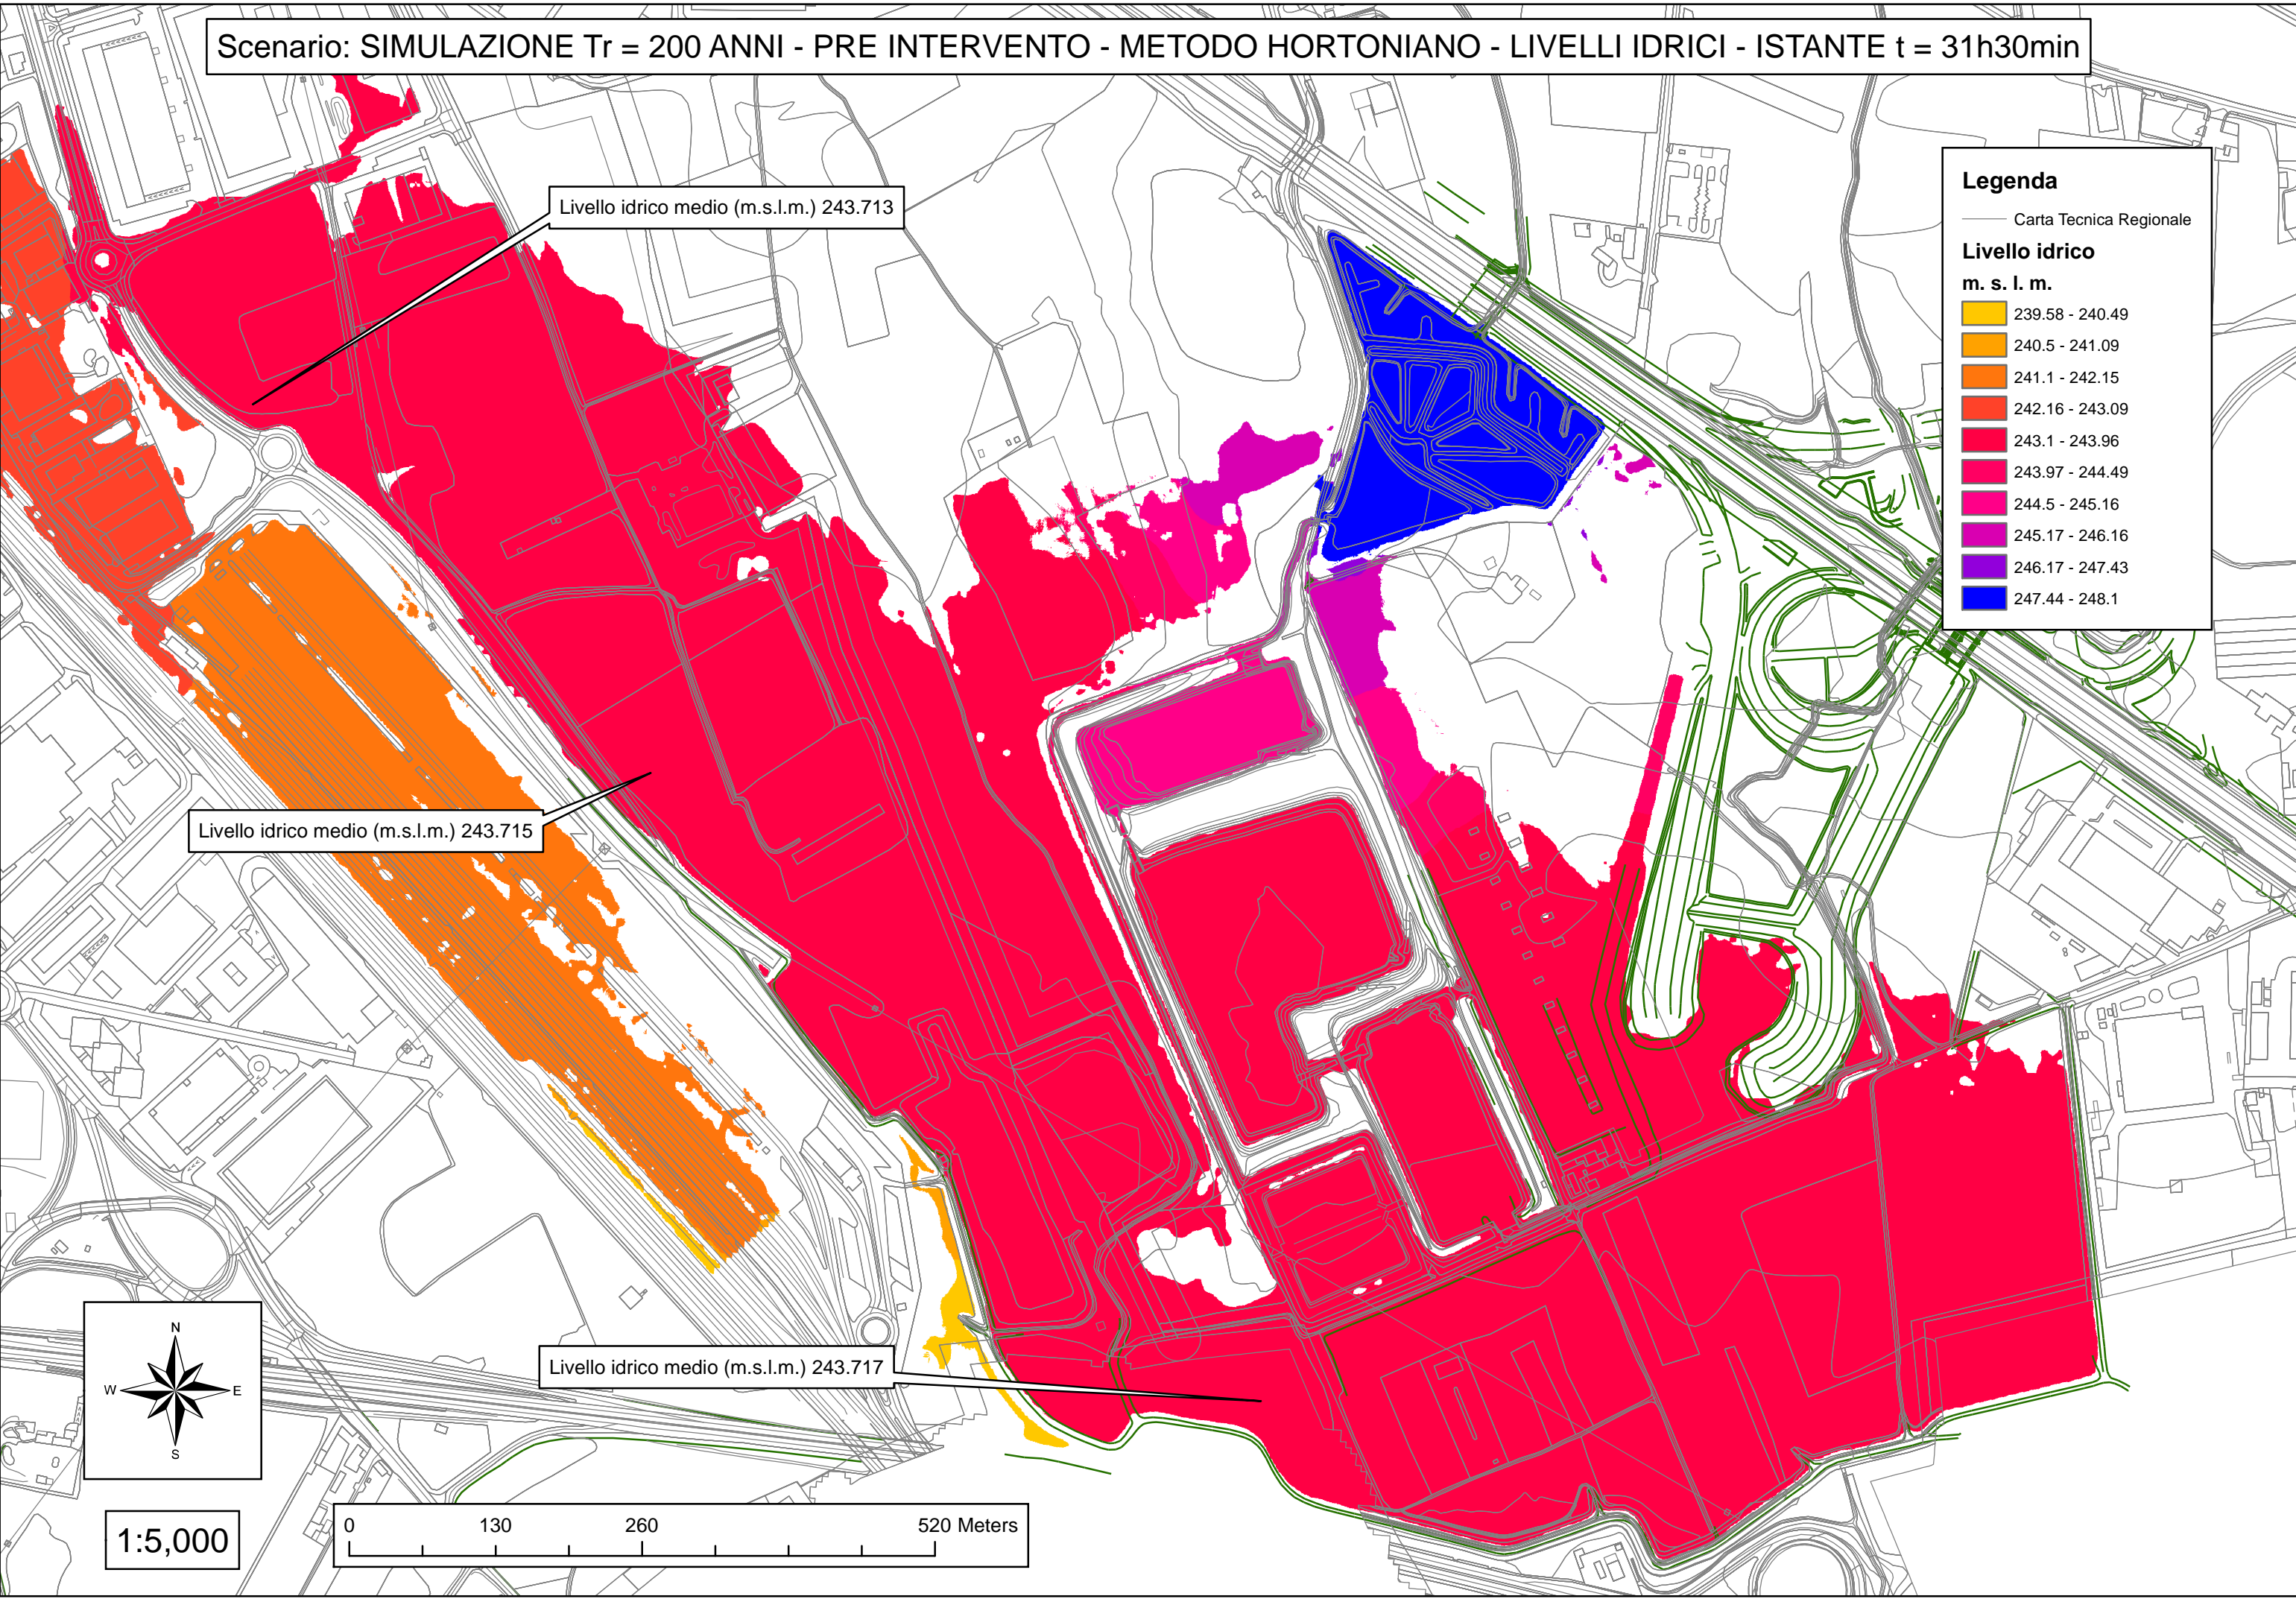 Scenario: SIMULAZIONE Tr = 200 ANNI - PRE INTERVENTO - METODO HORTONIANO - LIVELLI IDRICI - ISTANTE t = 31h30min
Livello idrico medio (m.s.l.m.) 243.713
Legenda
Carta Tecnica Regionale
Livello idrico
m. s. l. m.
239.58 - 240.49
240.5 - 241.09
241.1 - 242.15
242.16 - 243.09
243.1 - 243.96
243.97 - 244.49
244.5 - 245.16
245.17 - 246.16
246.17 - 247.43
247.44 - 248.1
Livello idrico medio (m.s.l.m.) 243.715
Livello idrico medio (m.s.l.m.) 243.717
N
W E
S
1:5,000
0 130 260 520 Meters